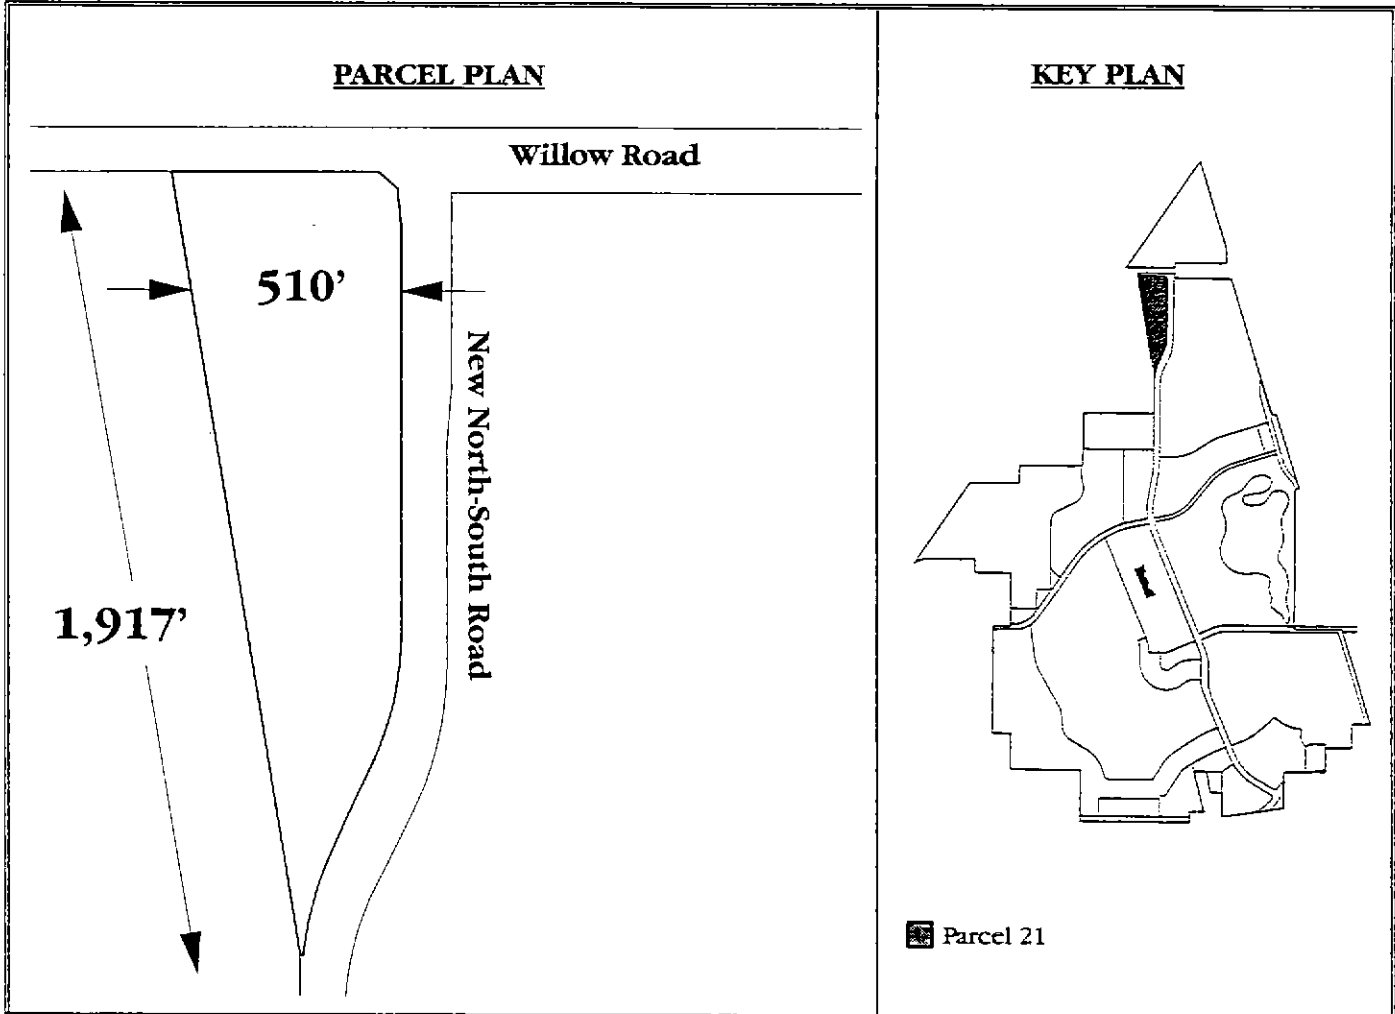 PARCEL PLAN
Willow Road
510’
New North-South Road
1,917’
KEY PLAN
Parcel 21